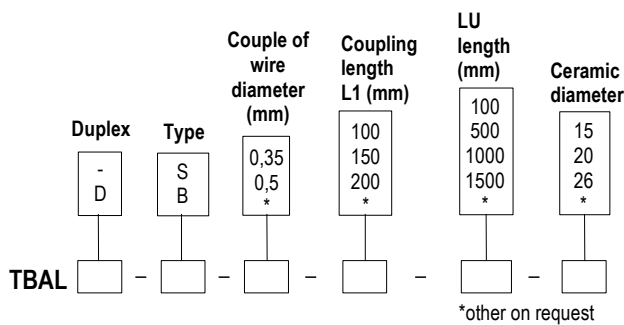 Duplex
-
D
Type
S
B
Couple of
wire
diameter
(mm)
0,35
0,5
*
Coupling
length
L1 (mm)
100
150
200
*
LU
length
(mm)
100
500
1000
1500
*
Ceramic
diameter
15
20
26
*
TBAL – – – – –
*other on request